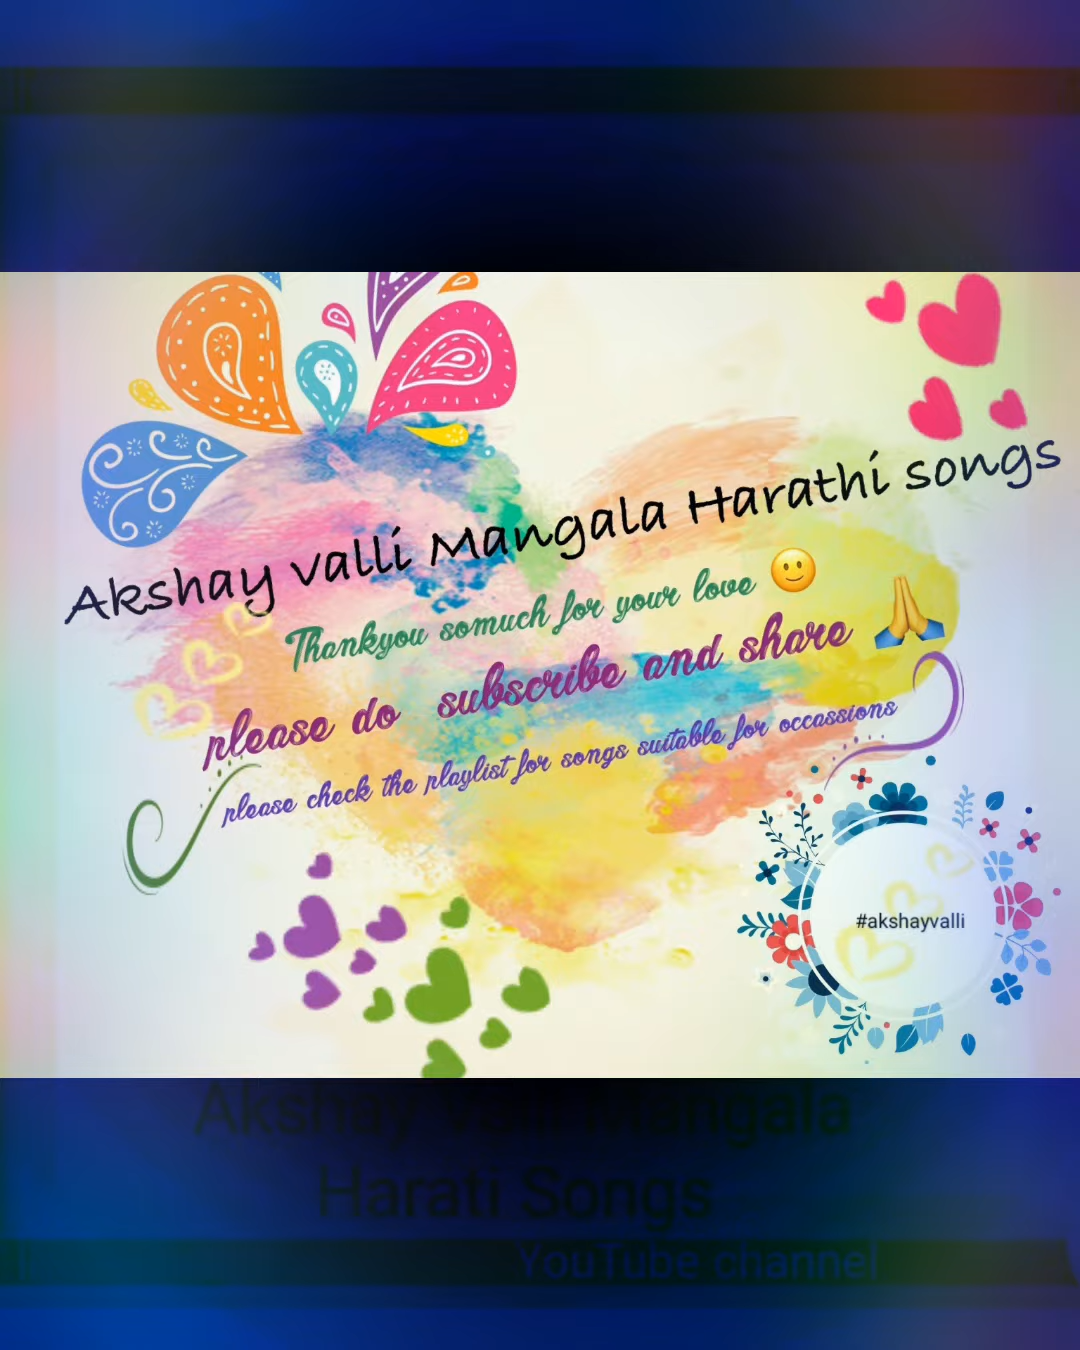 Akshay valli Mangala Harathi songs
Thankyou somuch for your love 🙂
please do subscribe and share 🙏
please check the playlist for songs suitable for occassions
#akshayvalli
Akshay Valli Mangala
Harati Songs
YouTube channel